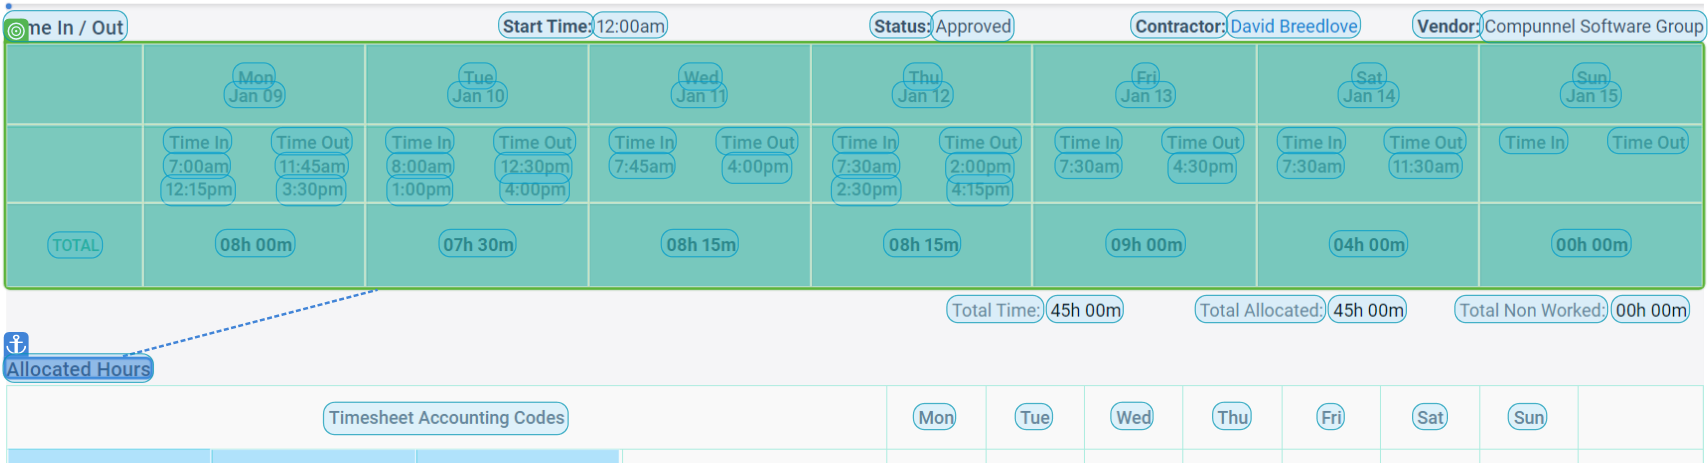 me In / Out Start Time: 12:00am Status: Approved Contractor: David Breedlove Vendor: Compunnel Software Group
Mon Tue Wed Thu Fri Sat Sun
Jan 09 Jan 10 Jan 11 Jan 12 Jan 13 Jan 14 Jan 15
Time In Time Out Time In Time Out Time In Time Out Time In Time Out Time In Time Out Time In Time Out Time In Time Out
7:00am 11:45am 8:00am 12:30pm 7:45am 4:00pm 7:30am 2:00pm 7:30am 4:30pm 7:30am 11:30am
12:15pm 3:30pm 1:00pm 4:00pm 2:30pm 4:15pm
TOTAL 08h 00m 07h 30m 08h 15m 08h 15m 09h 00m 04h 00m 00h 00m
Total Time: 45h 00m Total Allocated: 45h 00m Total Non Worked: 00h 00m
Allocated Hours
Timesheet Accounting Codes Mon Tue Wed Thu Fri Sat Sun